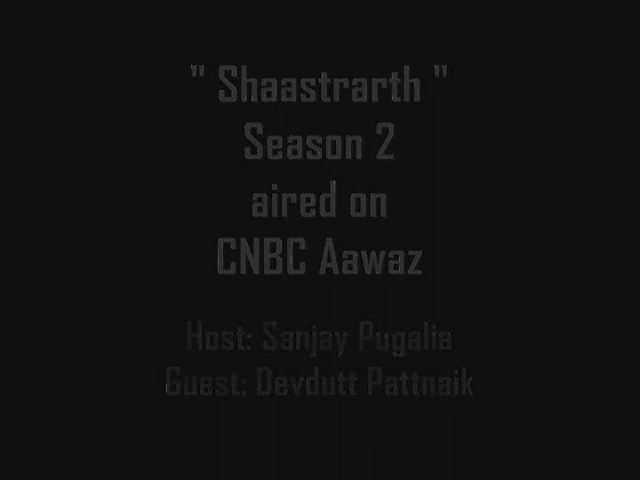 " Shaastrarth "
Season 2
aired on
CNBC Aawaz
Host: Sanjay Pugalia
Guest: Devdutt Pattnaik